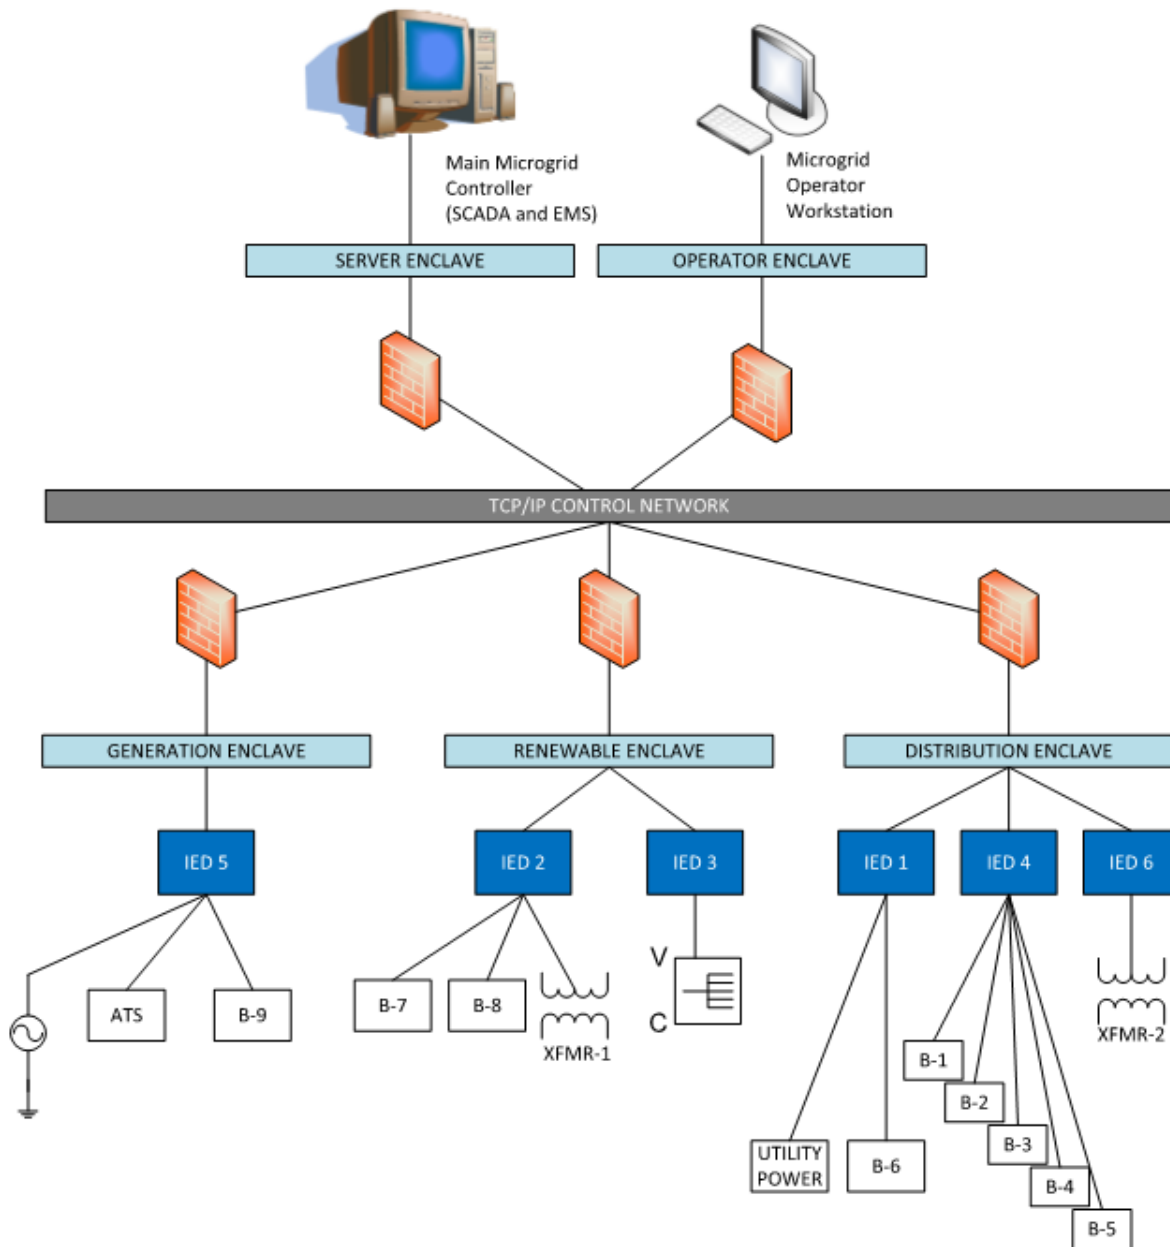 Main Microgrid
Controller
(SCADA and EMS)
Microgrid
Operator
Workstation
SERVER ENCLAVE
OPERATOR ENCLAVE
TCP/IP CONTROL NETWORK
GENERATION ENCLAVE
RENEWABLE ENCLAVE
DISTRIBUTION ENCLAVE
IED 5
IED 2
IED 3
IED 1
IED 4
IED 6
V
C
ATS
B-9
B-7
B-8
XFMR-1
XFMR-2
B-1
B-2
B-3
B-4
B-5
UTILITY
POWER
B-6